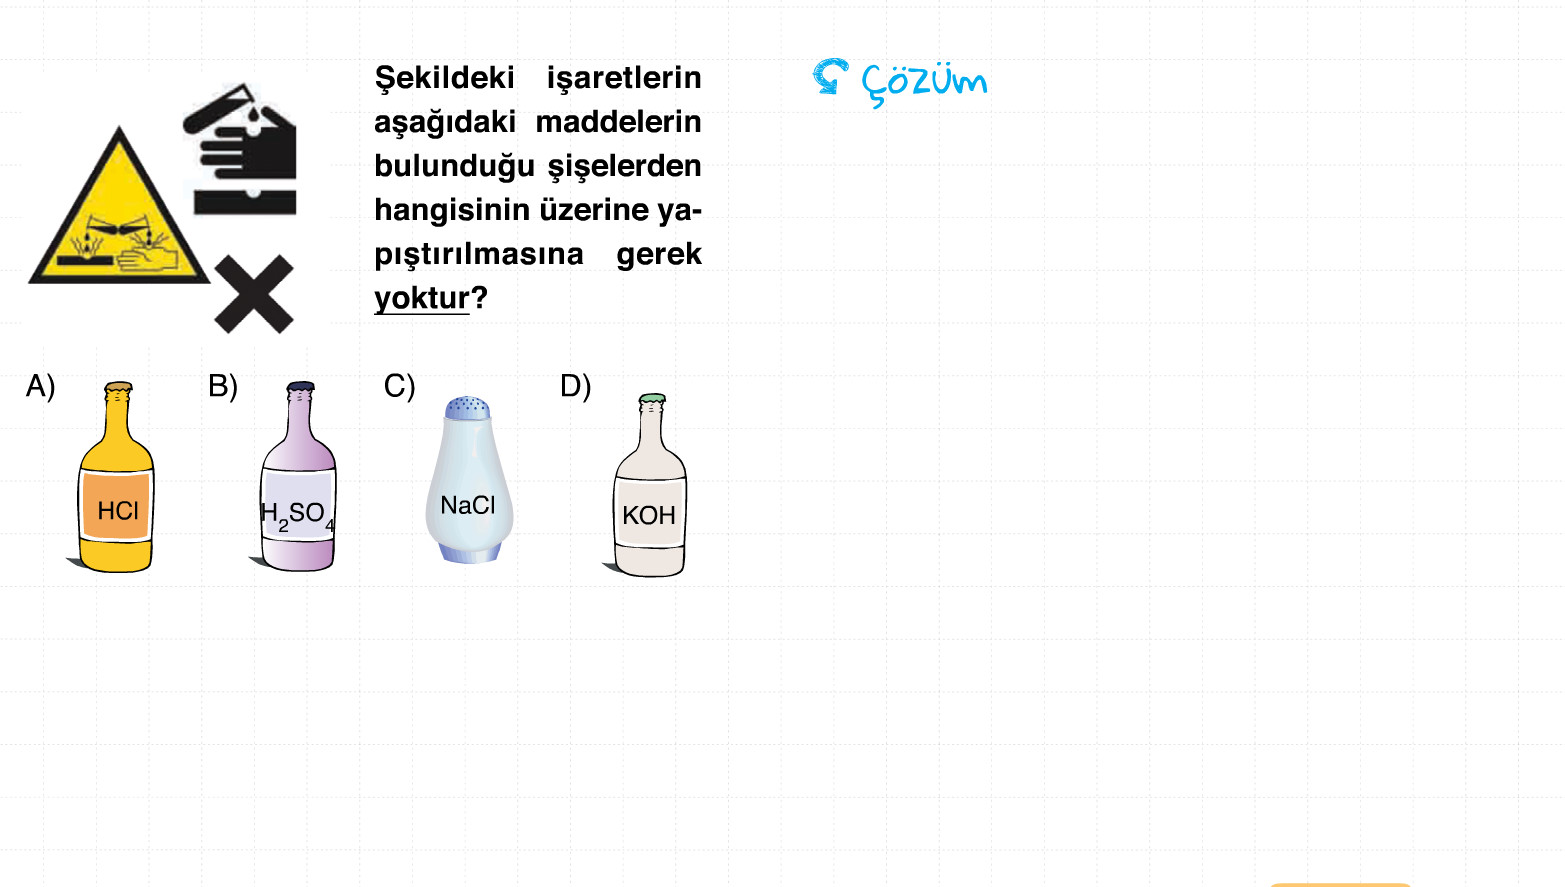 Şekildeki işaretlerin
aşağıdaki maddelerin
bulunduğu şişelerden
hangisinin üzerine ya-
pıştırılmasına gerek
yoktur?
Çözüm
A) B) C) D)
HCl H₂SO₄ NaCl KOH